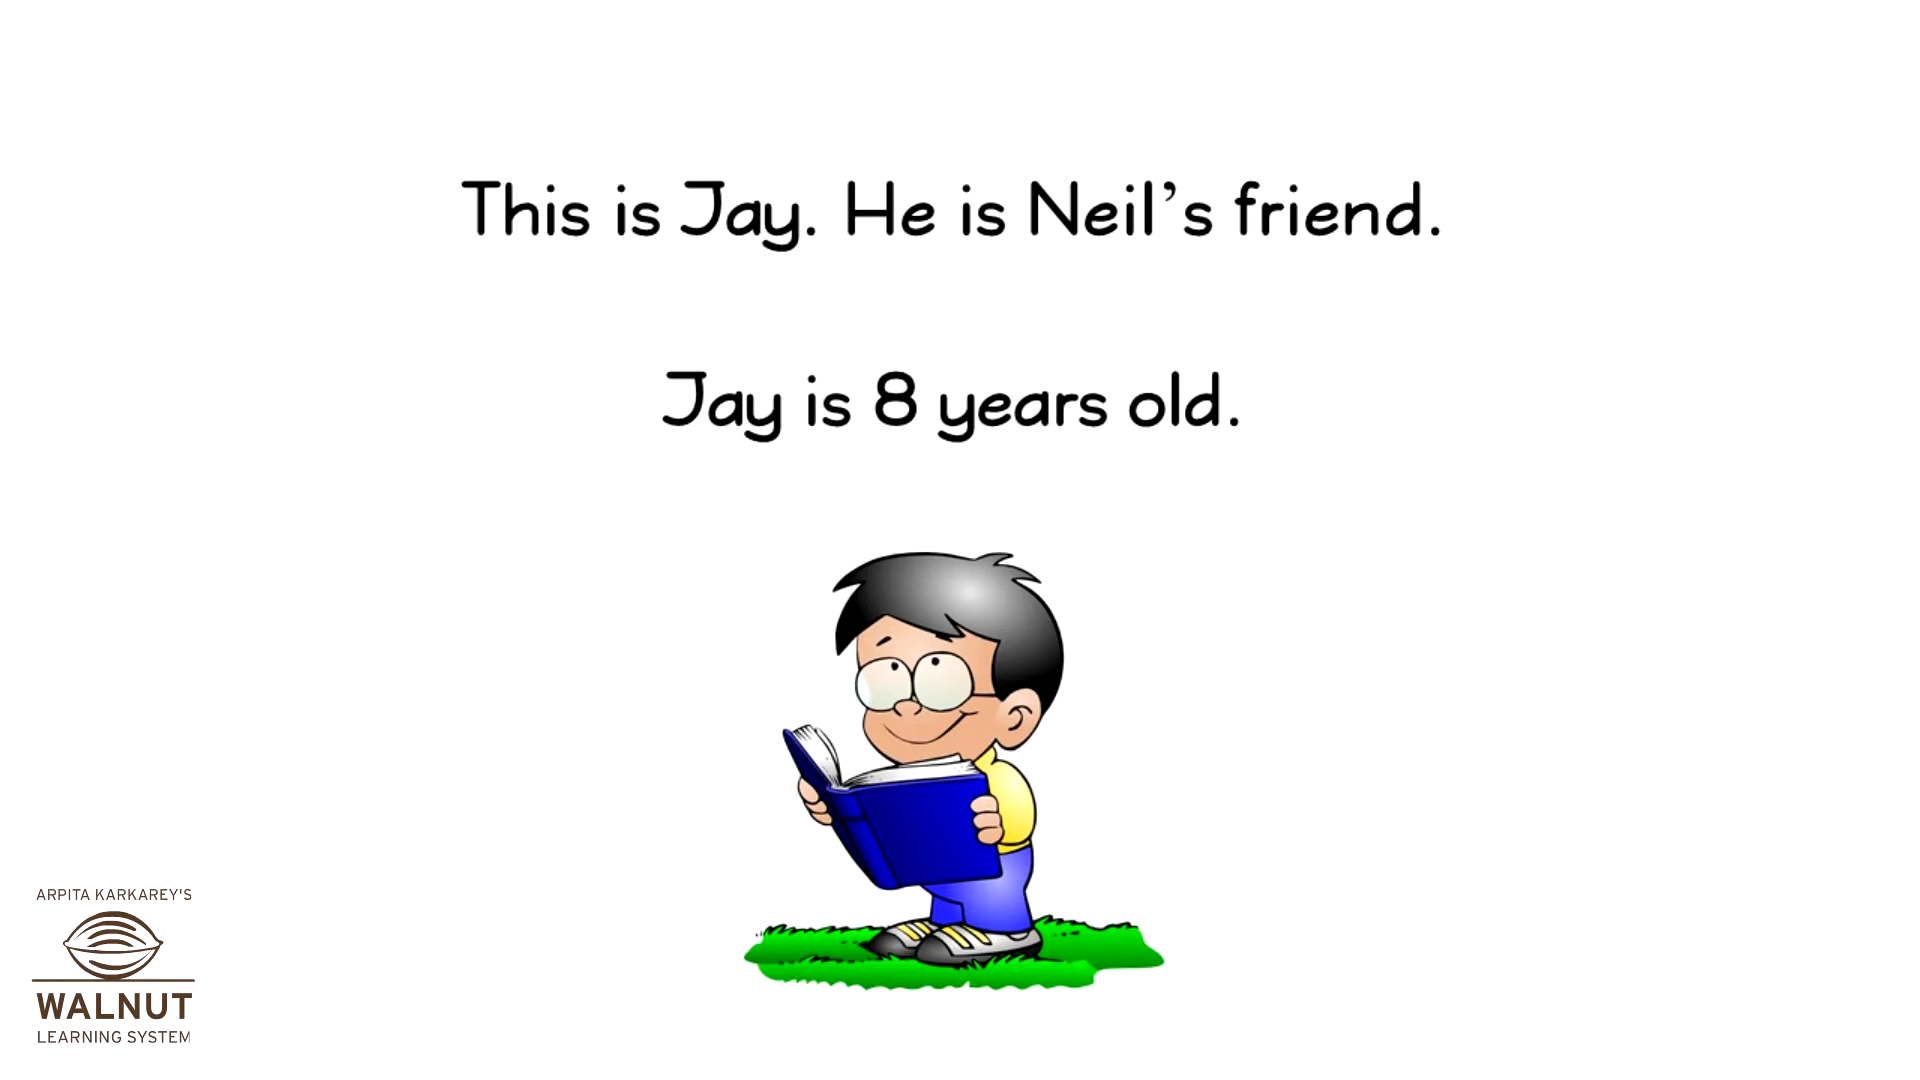 This is Jay. He is Neil’s friend.
Jay is 8 years old.
ARPITA KARKAREY'S
WALNUT
LEARNING SYSTEM